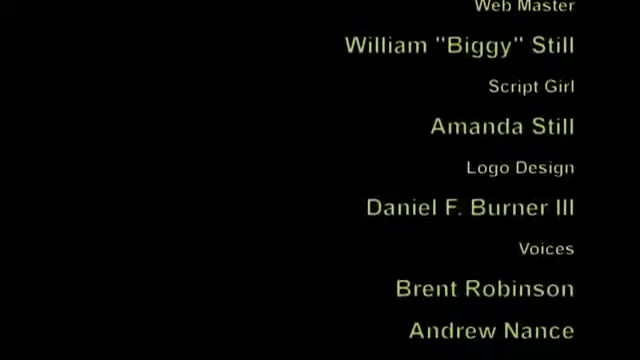 Web Master
William "Biggy" Still
Script Girl
Amanda Still
Logo Design
Daniel F. Burner III
Voices
Brent Robinson
Andrew Nance